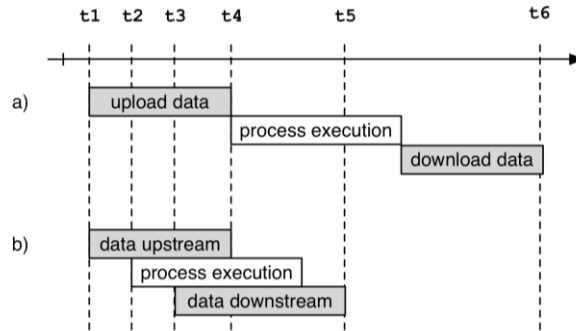 t1 t2 t3 t4 t5 t6
a)
upload data
process execution
download data
b)
data upstream
process execution
data downstream